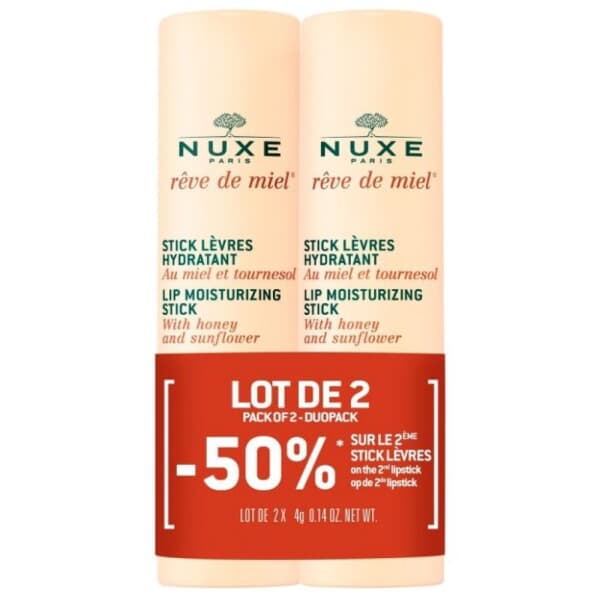 NUXE
PARIS
rêve de miel®
STICK LÈVRES
HYDRATANT
Au miel et tournesol
LIP MOISTURIZING
STICK
With honey
and sunflower
NUXE
PARIS
rêve de miel®
STICK LÈVRES
HYDRATANT
Au miel et tournesol
LIP MOISTURIZING
STICK
With honey
and sunflower
LOT DE 2
PACK OF 2 - DUOPACK
-50%*
SUR LE 2ÈME
STICK LÈVRES
on the 2nd lipstick
op de 2de lipstick
LOT DE 2 X 4g 0.14 OZ. NET WT.